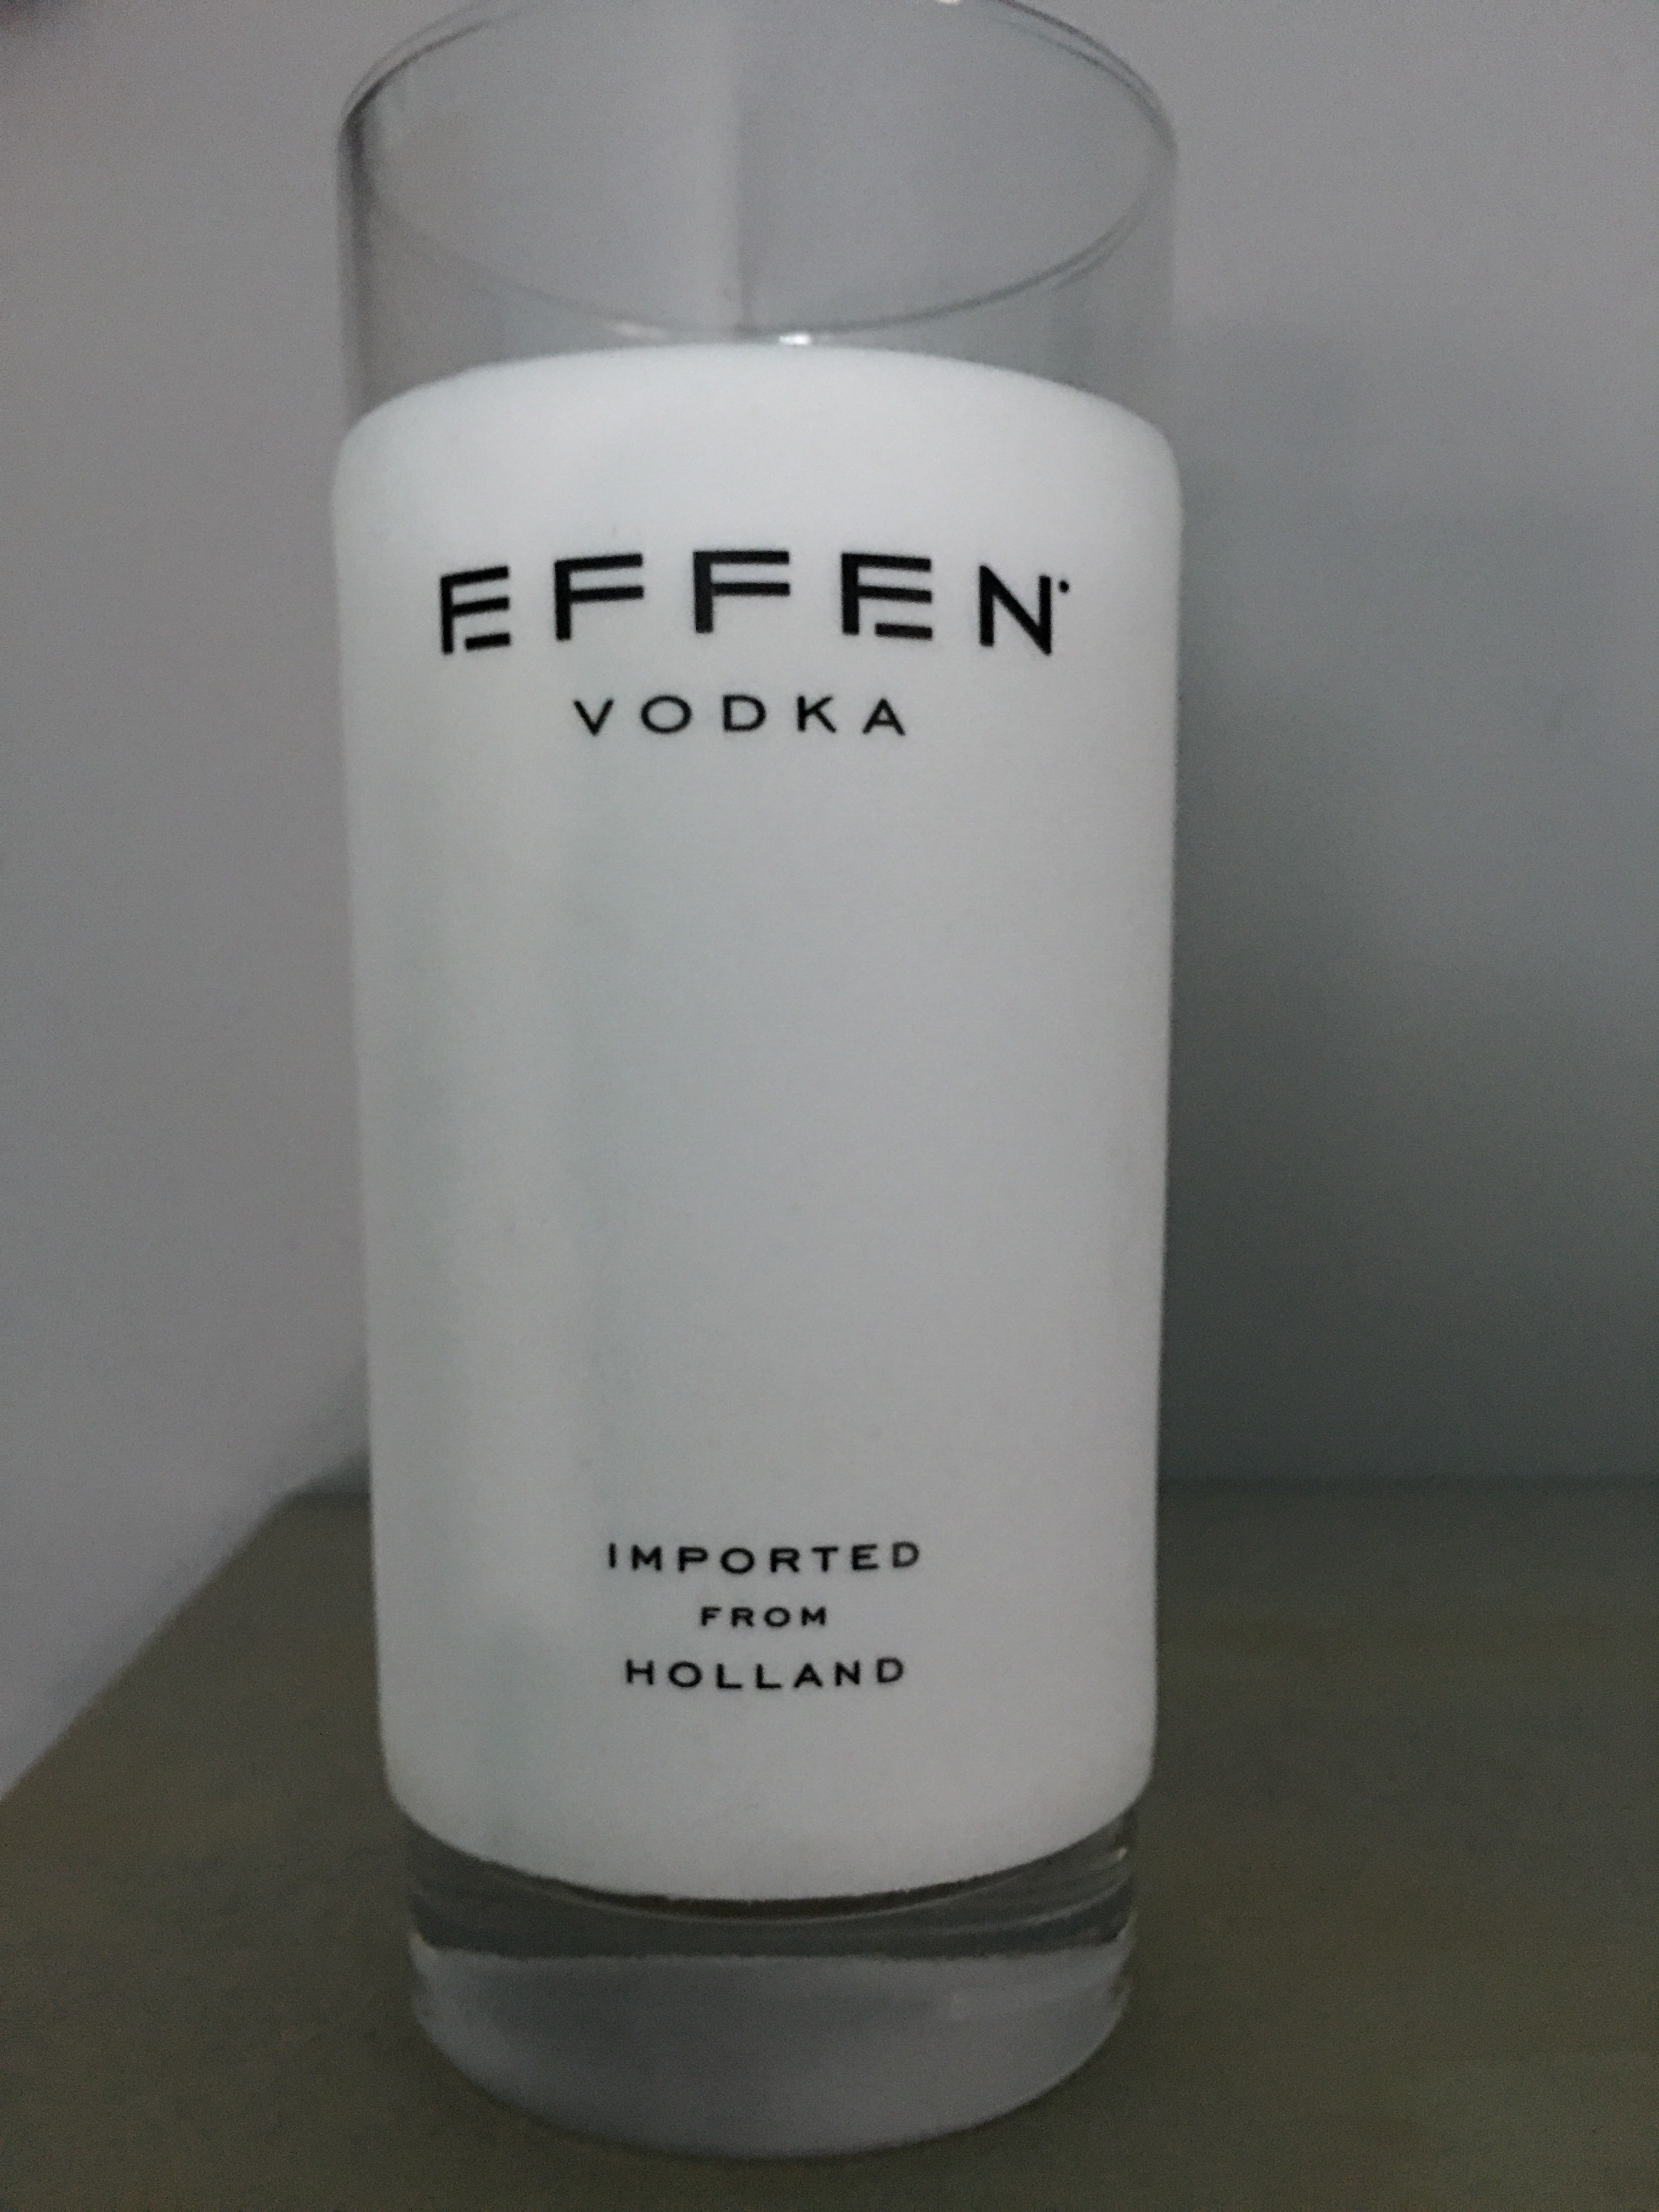 EFFEN
VODKA
IMPORTED
FROM
HOLLAND